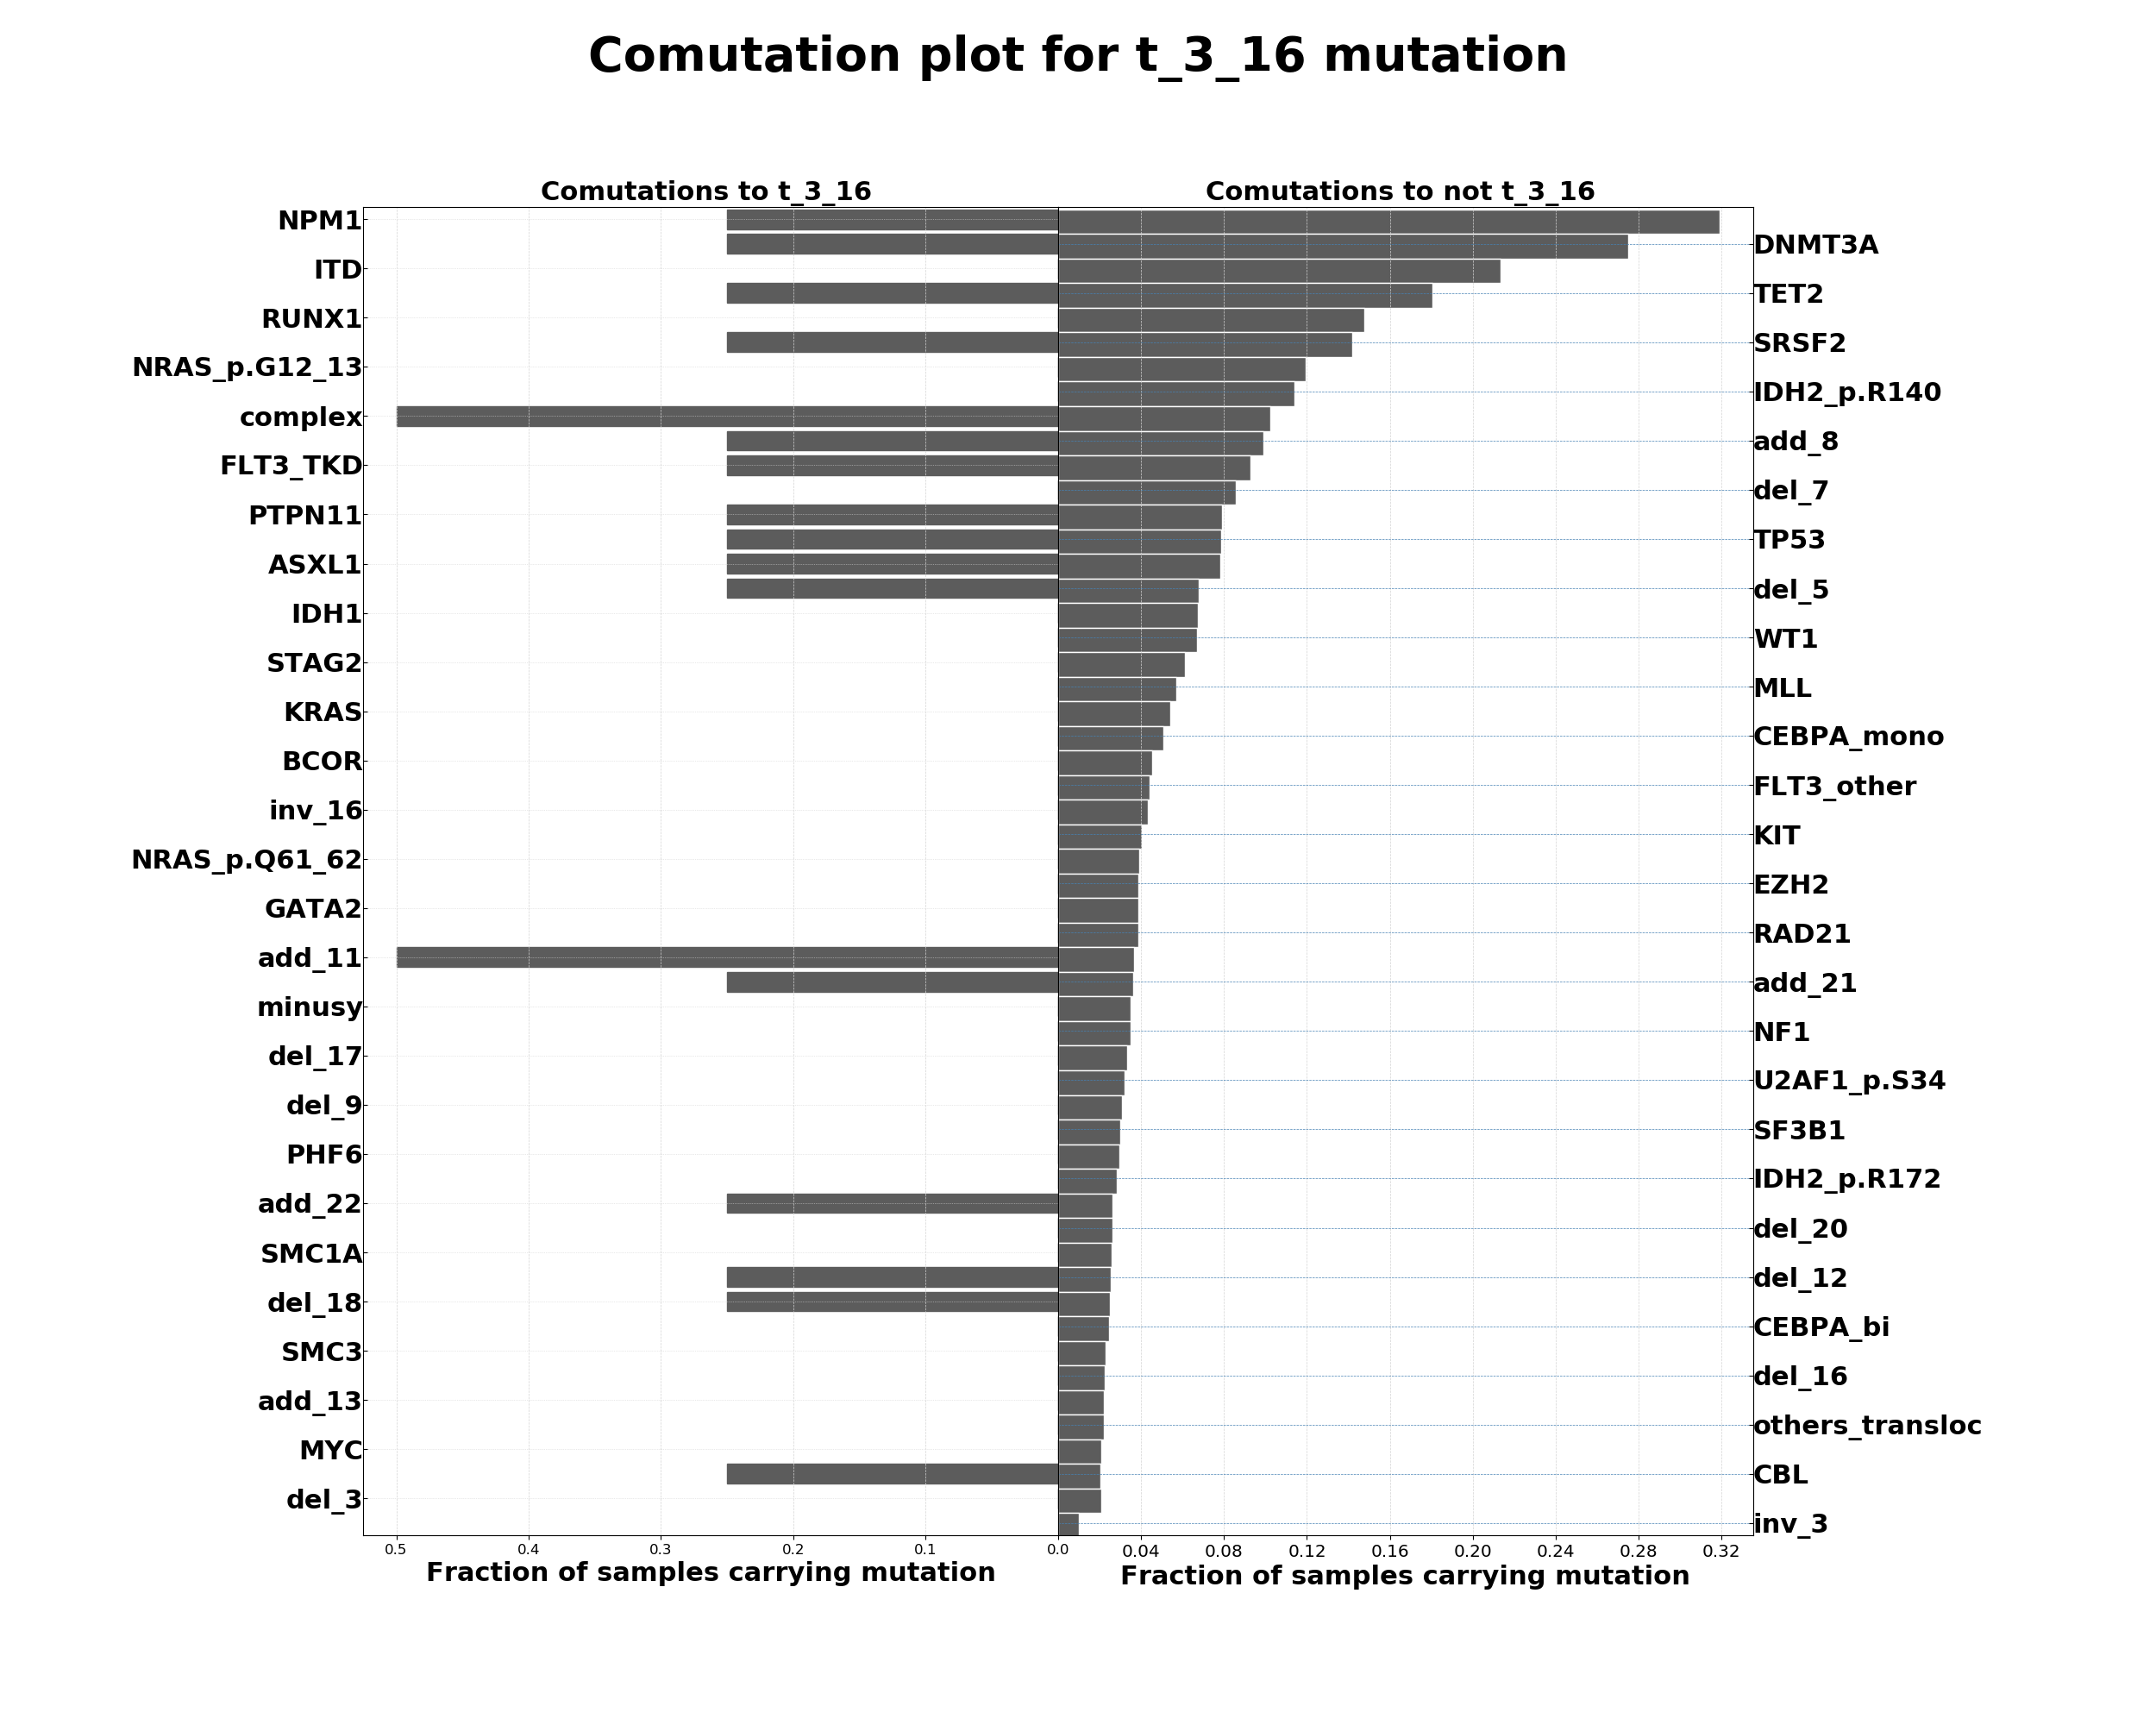 Comutation plot for t_3_16 mutation
Comutations to t_3_16
Comutations to not t_3_16
NPM1
DNMT3A
ITD
TET2
RUNX1
SRSF2
NRAS_p.G12_13
IDH2_p.R140
complex
add_8
FLT3_TKD
del_7
PTPN11
TP53
ASXL1
del_5
IDH1
WT1
STAG2
MLL
KRAS
CEBPA_mono
BCOR
FLT3_other
inv_16
KIT
NRAS_p.Q61_62
EZH2
GATA2
RAD21
add_11
add_21
minusy
NF1
del_17
U2AF1_p.S34
del_9
SF3B1
PHF6
IDH2_p.R172
add_22
del_20
SMC1A
del_12
del_18
CEBPA_bi
SMC3
del_16
add_13
others_transloc
MYC
CBL
del_3
inv_3
0.5 0.4 0.3 0.2 0.1 0.0 0.04 0.08 0.12 0.16 0.20 0.24 0.28 0.32
Fraction of samples carrying mutation
Fraction of samples carrying mutation